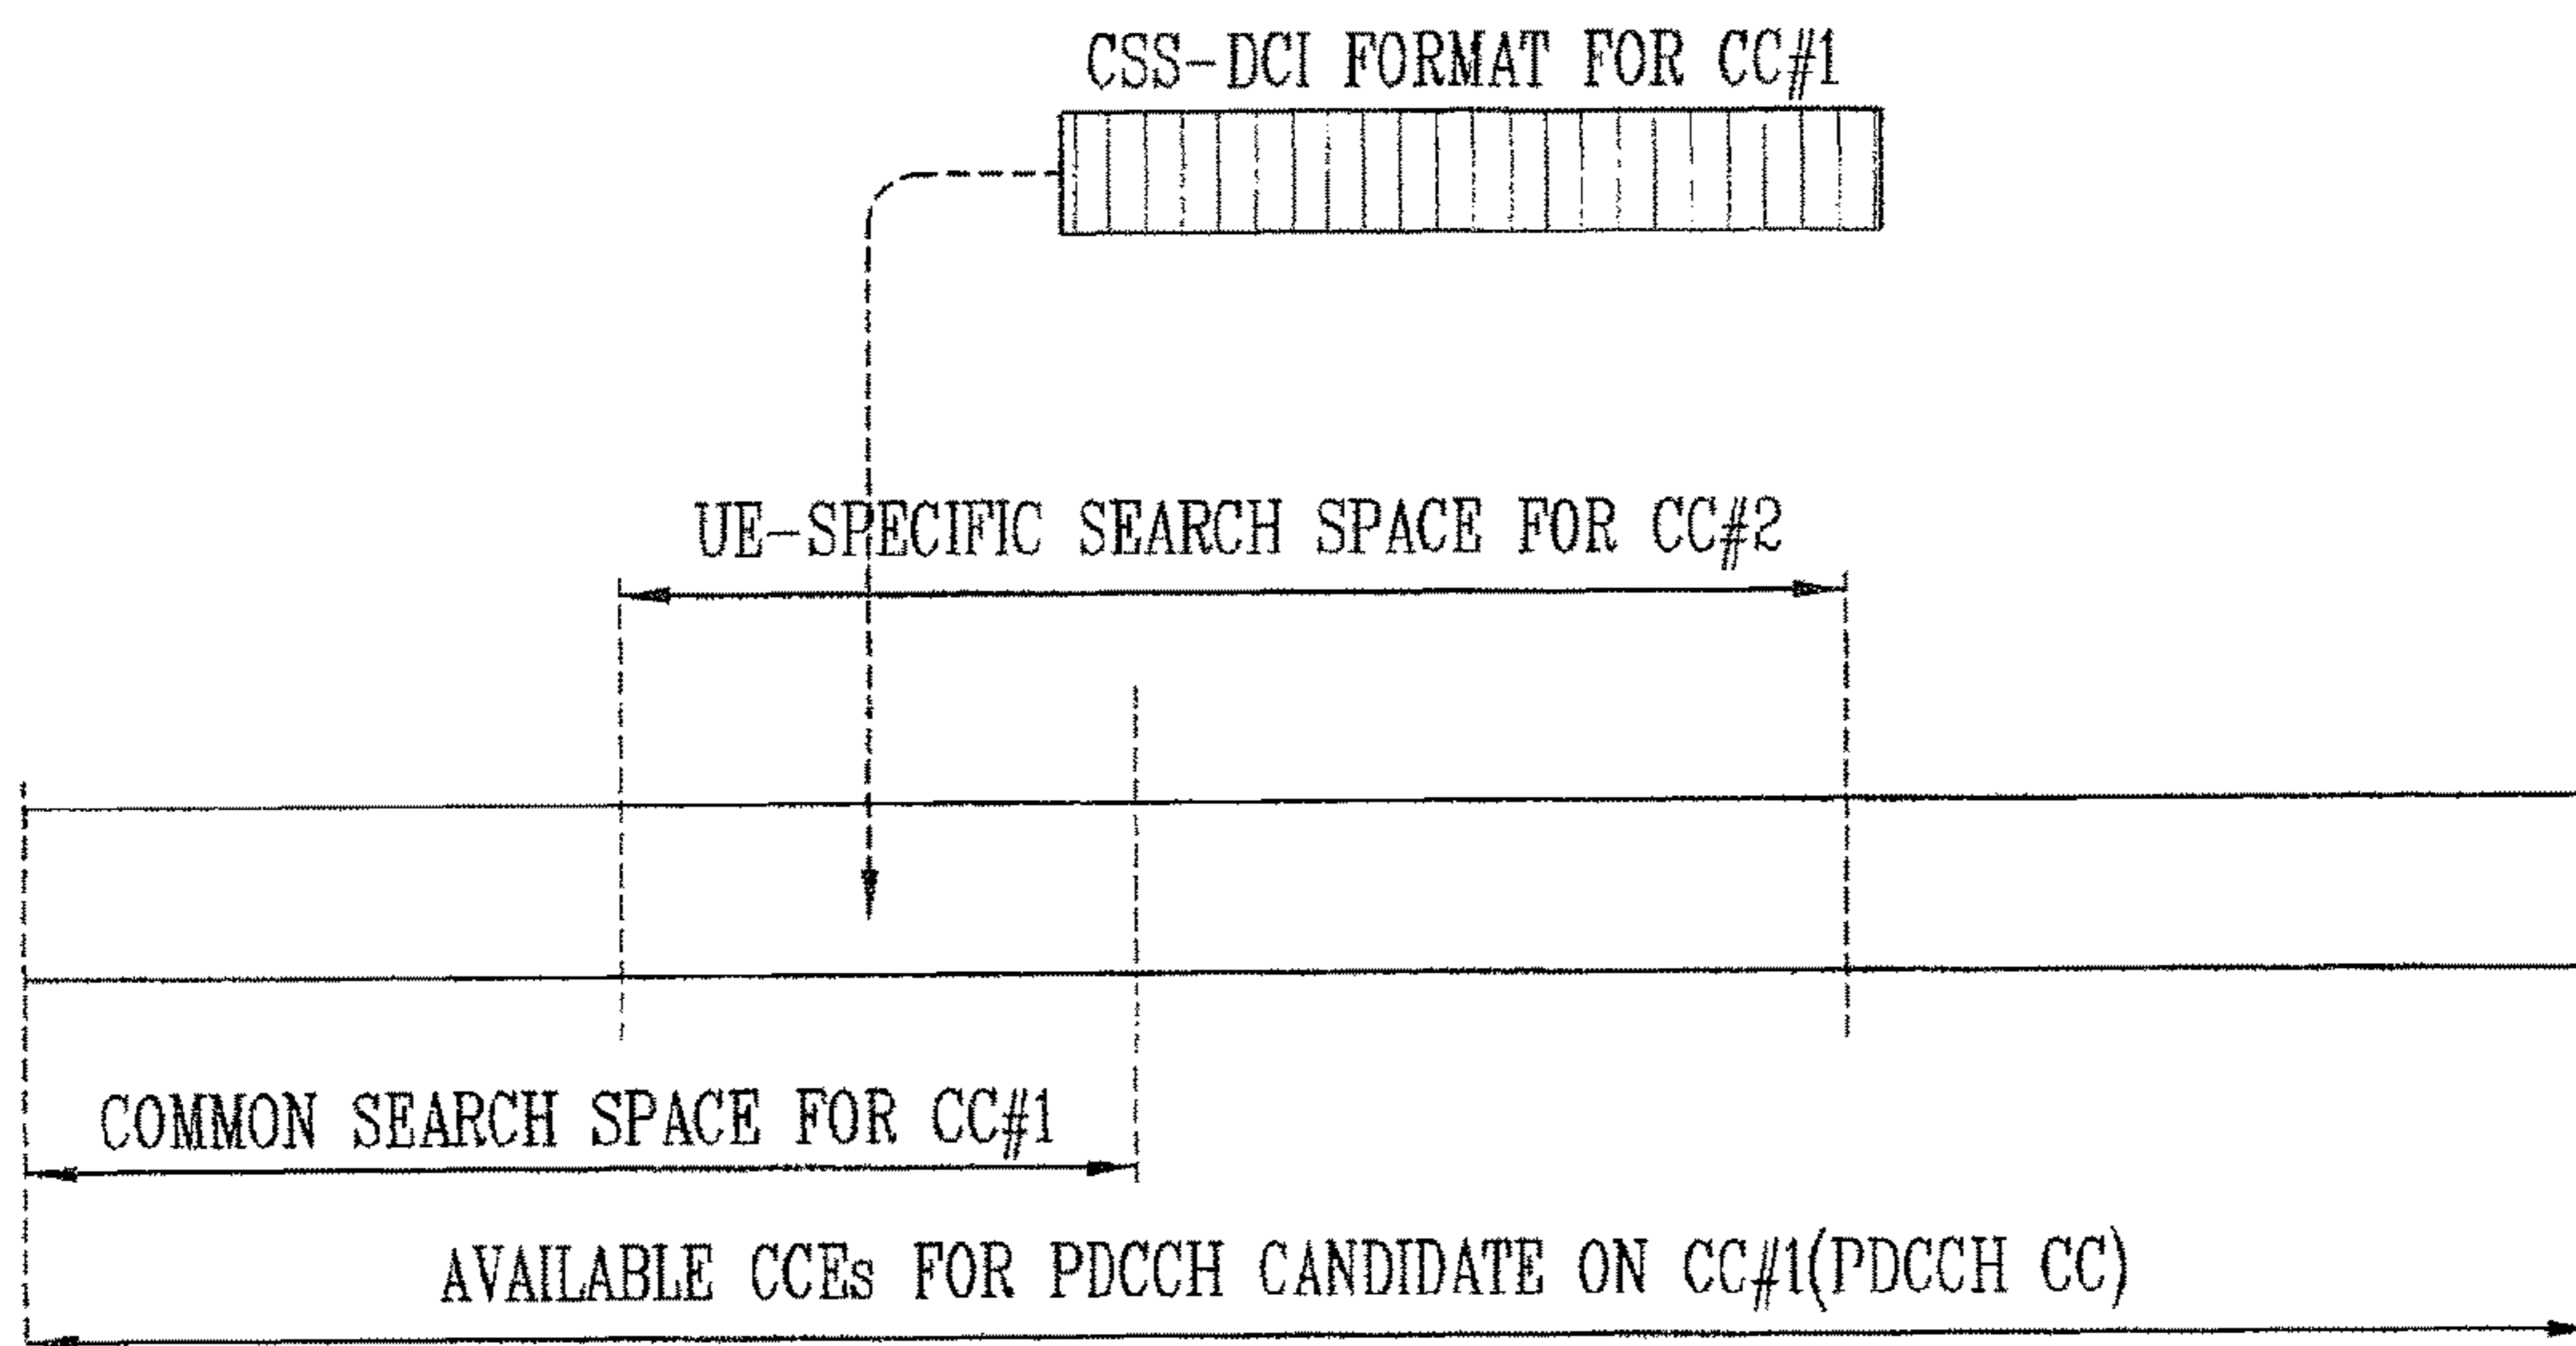 CSS-DCI FORMAT FOR CC#1
UE-SPECIFIC SEARCH SPACE FOR CC#2
COMMON SEARCH SPACE FOR CC#1
AVAILABLE CCEs FOR PDCCH CANDIDATE ON CC#1(PDCCH CC)